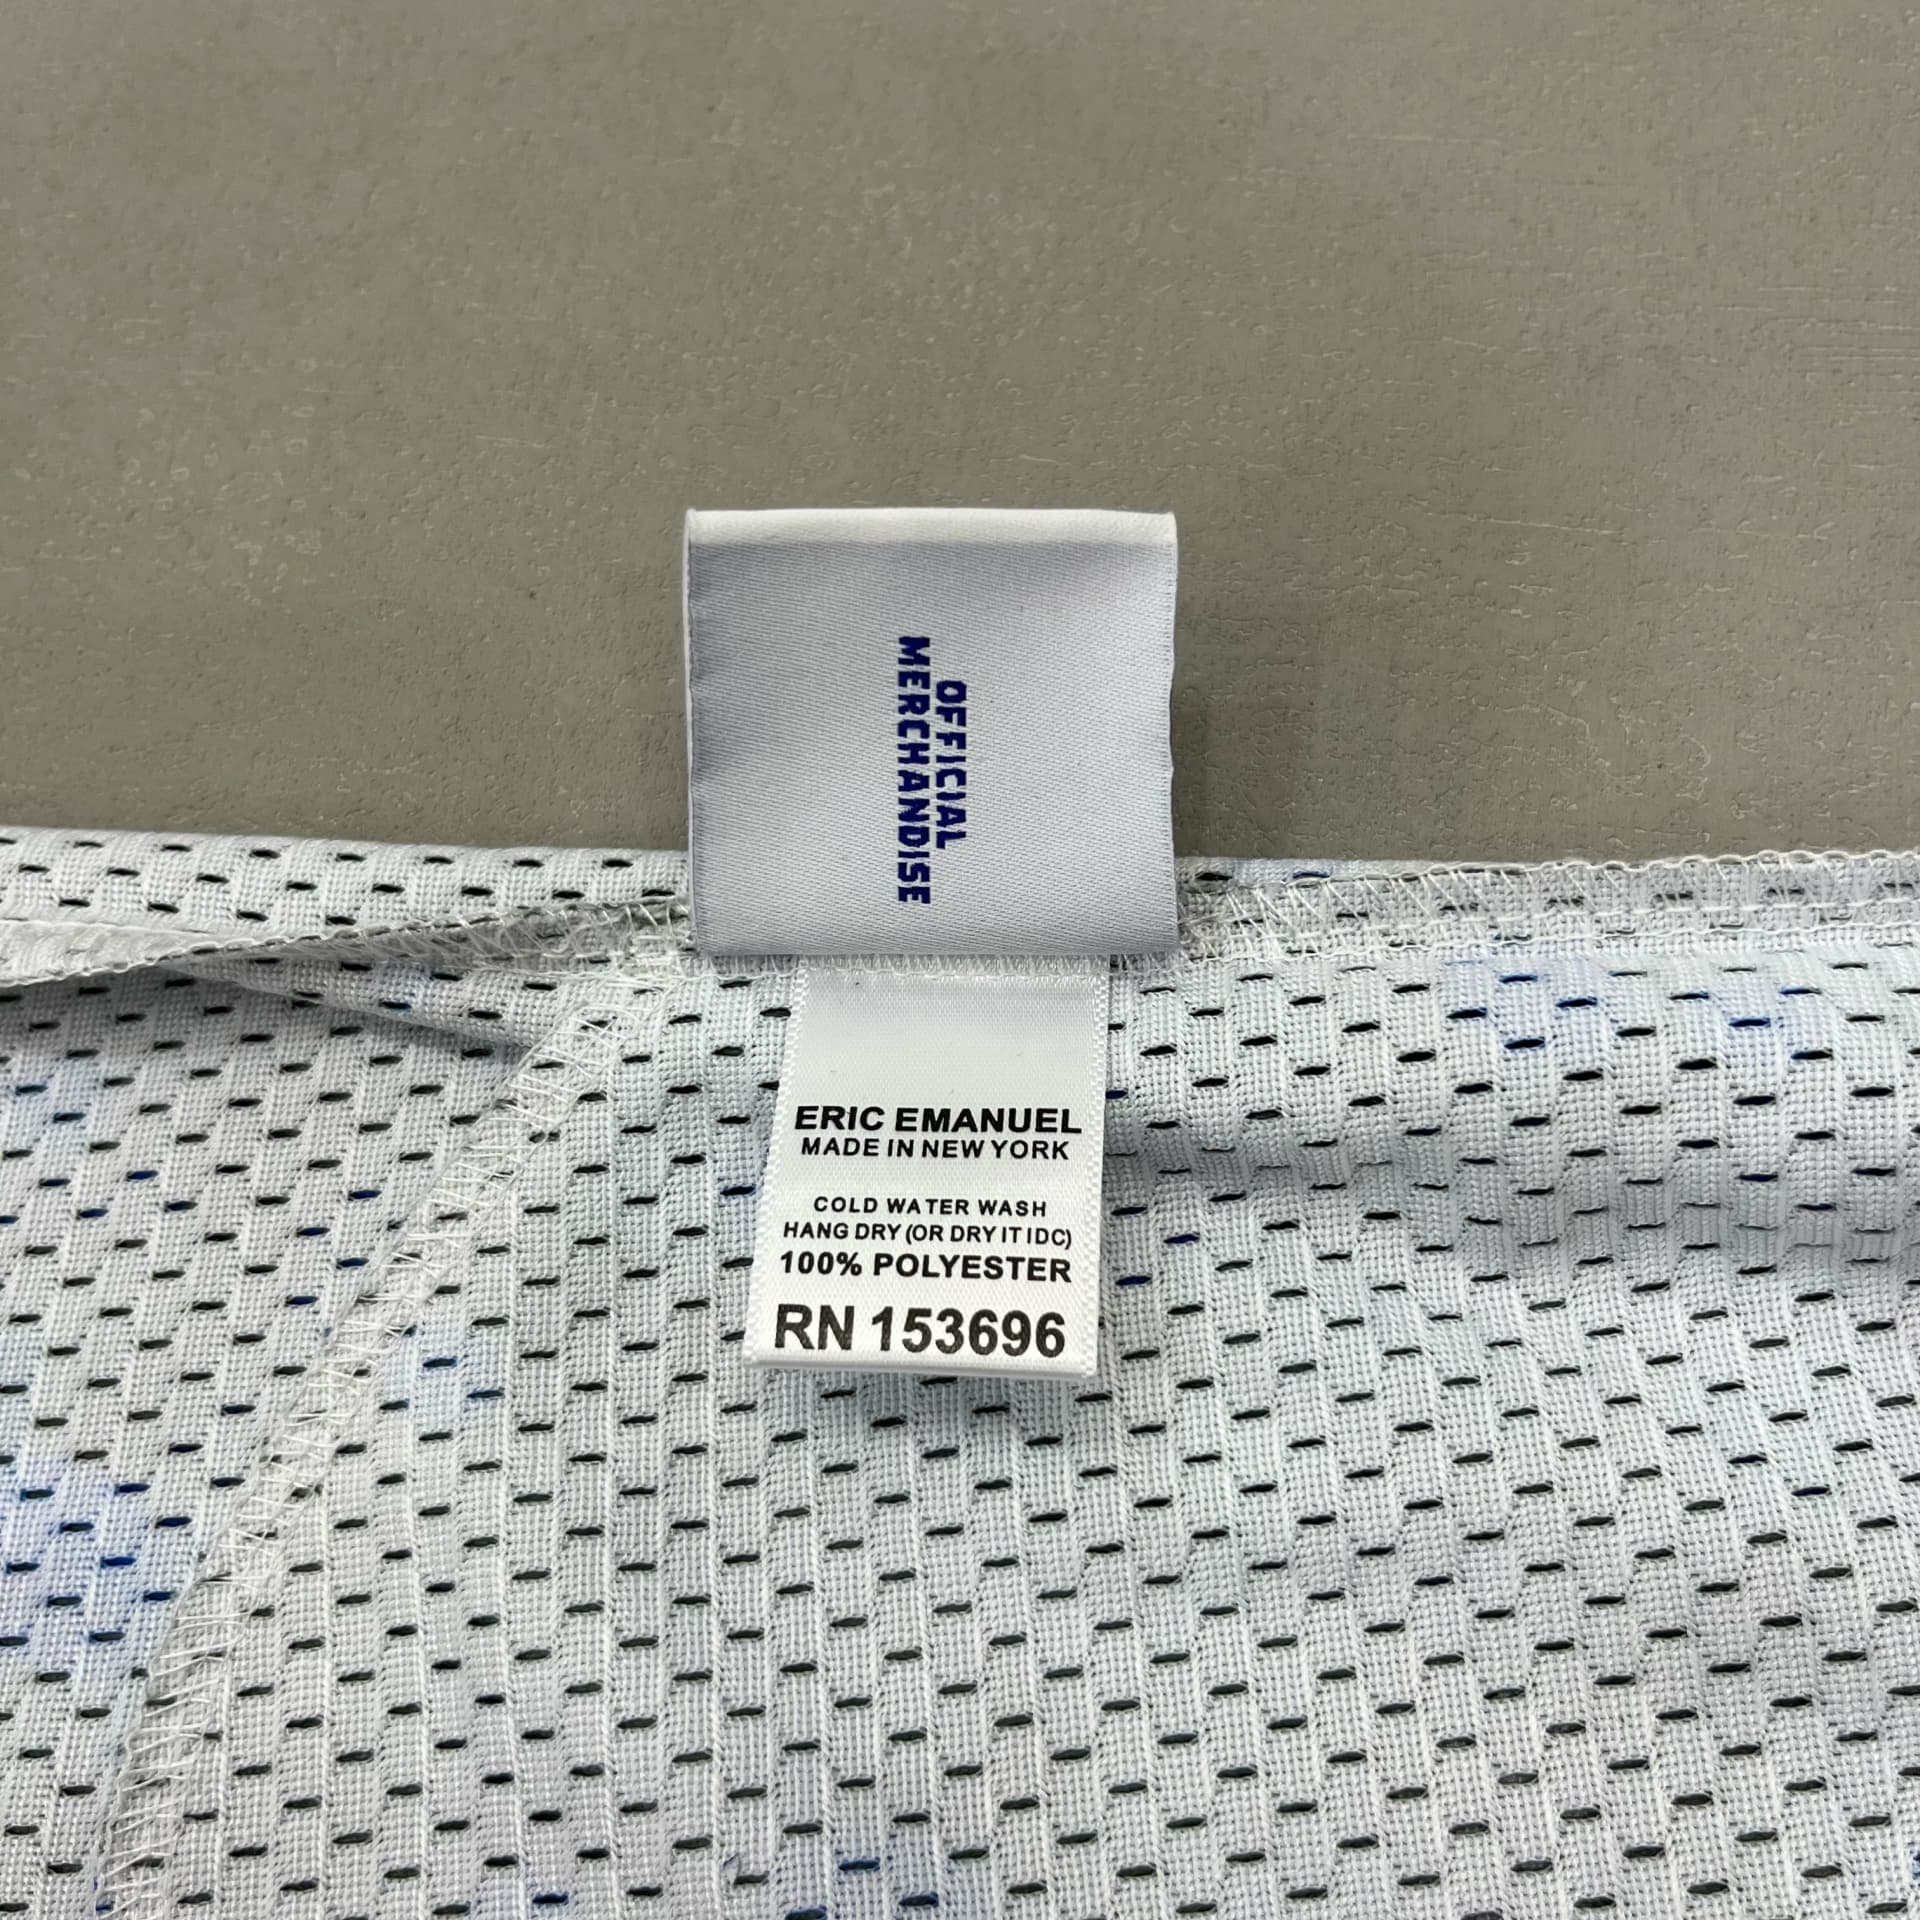 OFFICIAL
MERCHANDISE
ERIC EMANUEL
MADE IN NEW YORK
COLD WATER WASH
HANG DRY (OR DRY IT IDC)
100% POLYESTER
RN 153696